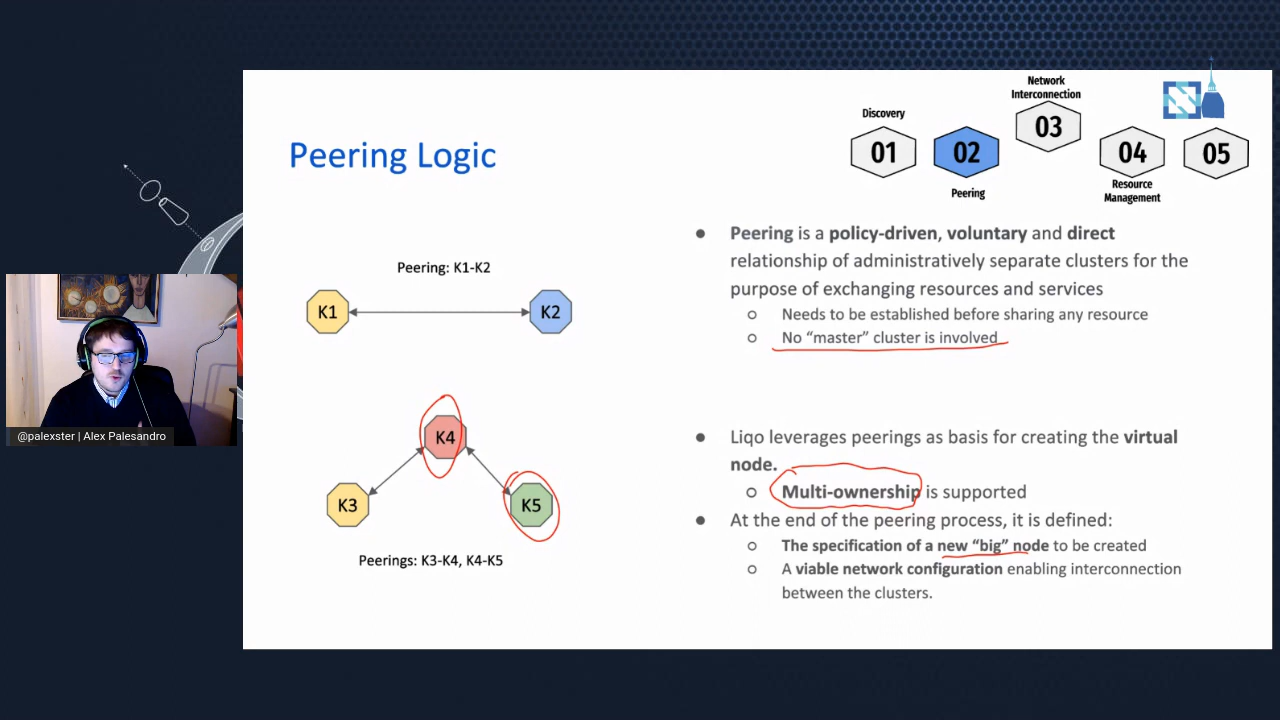 Peering Logic
Discovery
01
02
Peering
Network
Interconnection
03
04
Resource
Management
05
Peering: K1-K2
K1
K2
K4
K3
K5
Peerings: K3-K4, K4-K5
● Peering is a policy-driven, voluntary and direct
relationship of administratively separate clusters for the
purpose of exchanging resources and services
○ Needs to be established before sharing any resource
○ No “master” cluster is involved
● Liqo leverages peerings as basis for creating the virtual
node.
○ Multi-ownership is supported
● At the end of the peering process, it is defined:
○ The specification of a new “big” node to be created
○ A viable network configuration enabling interconnection
between the clusters.
@palexster | Alex Palesandro